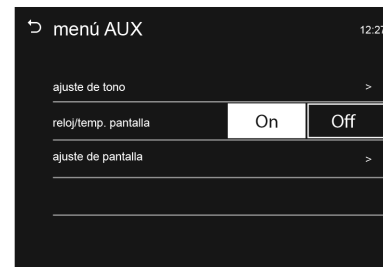 menú AUX
12:27
ajuste de tono >
reloj/temp. pantalla On Off
ajuste de pantalla >